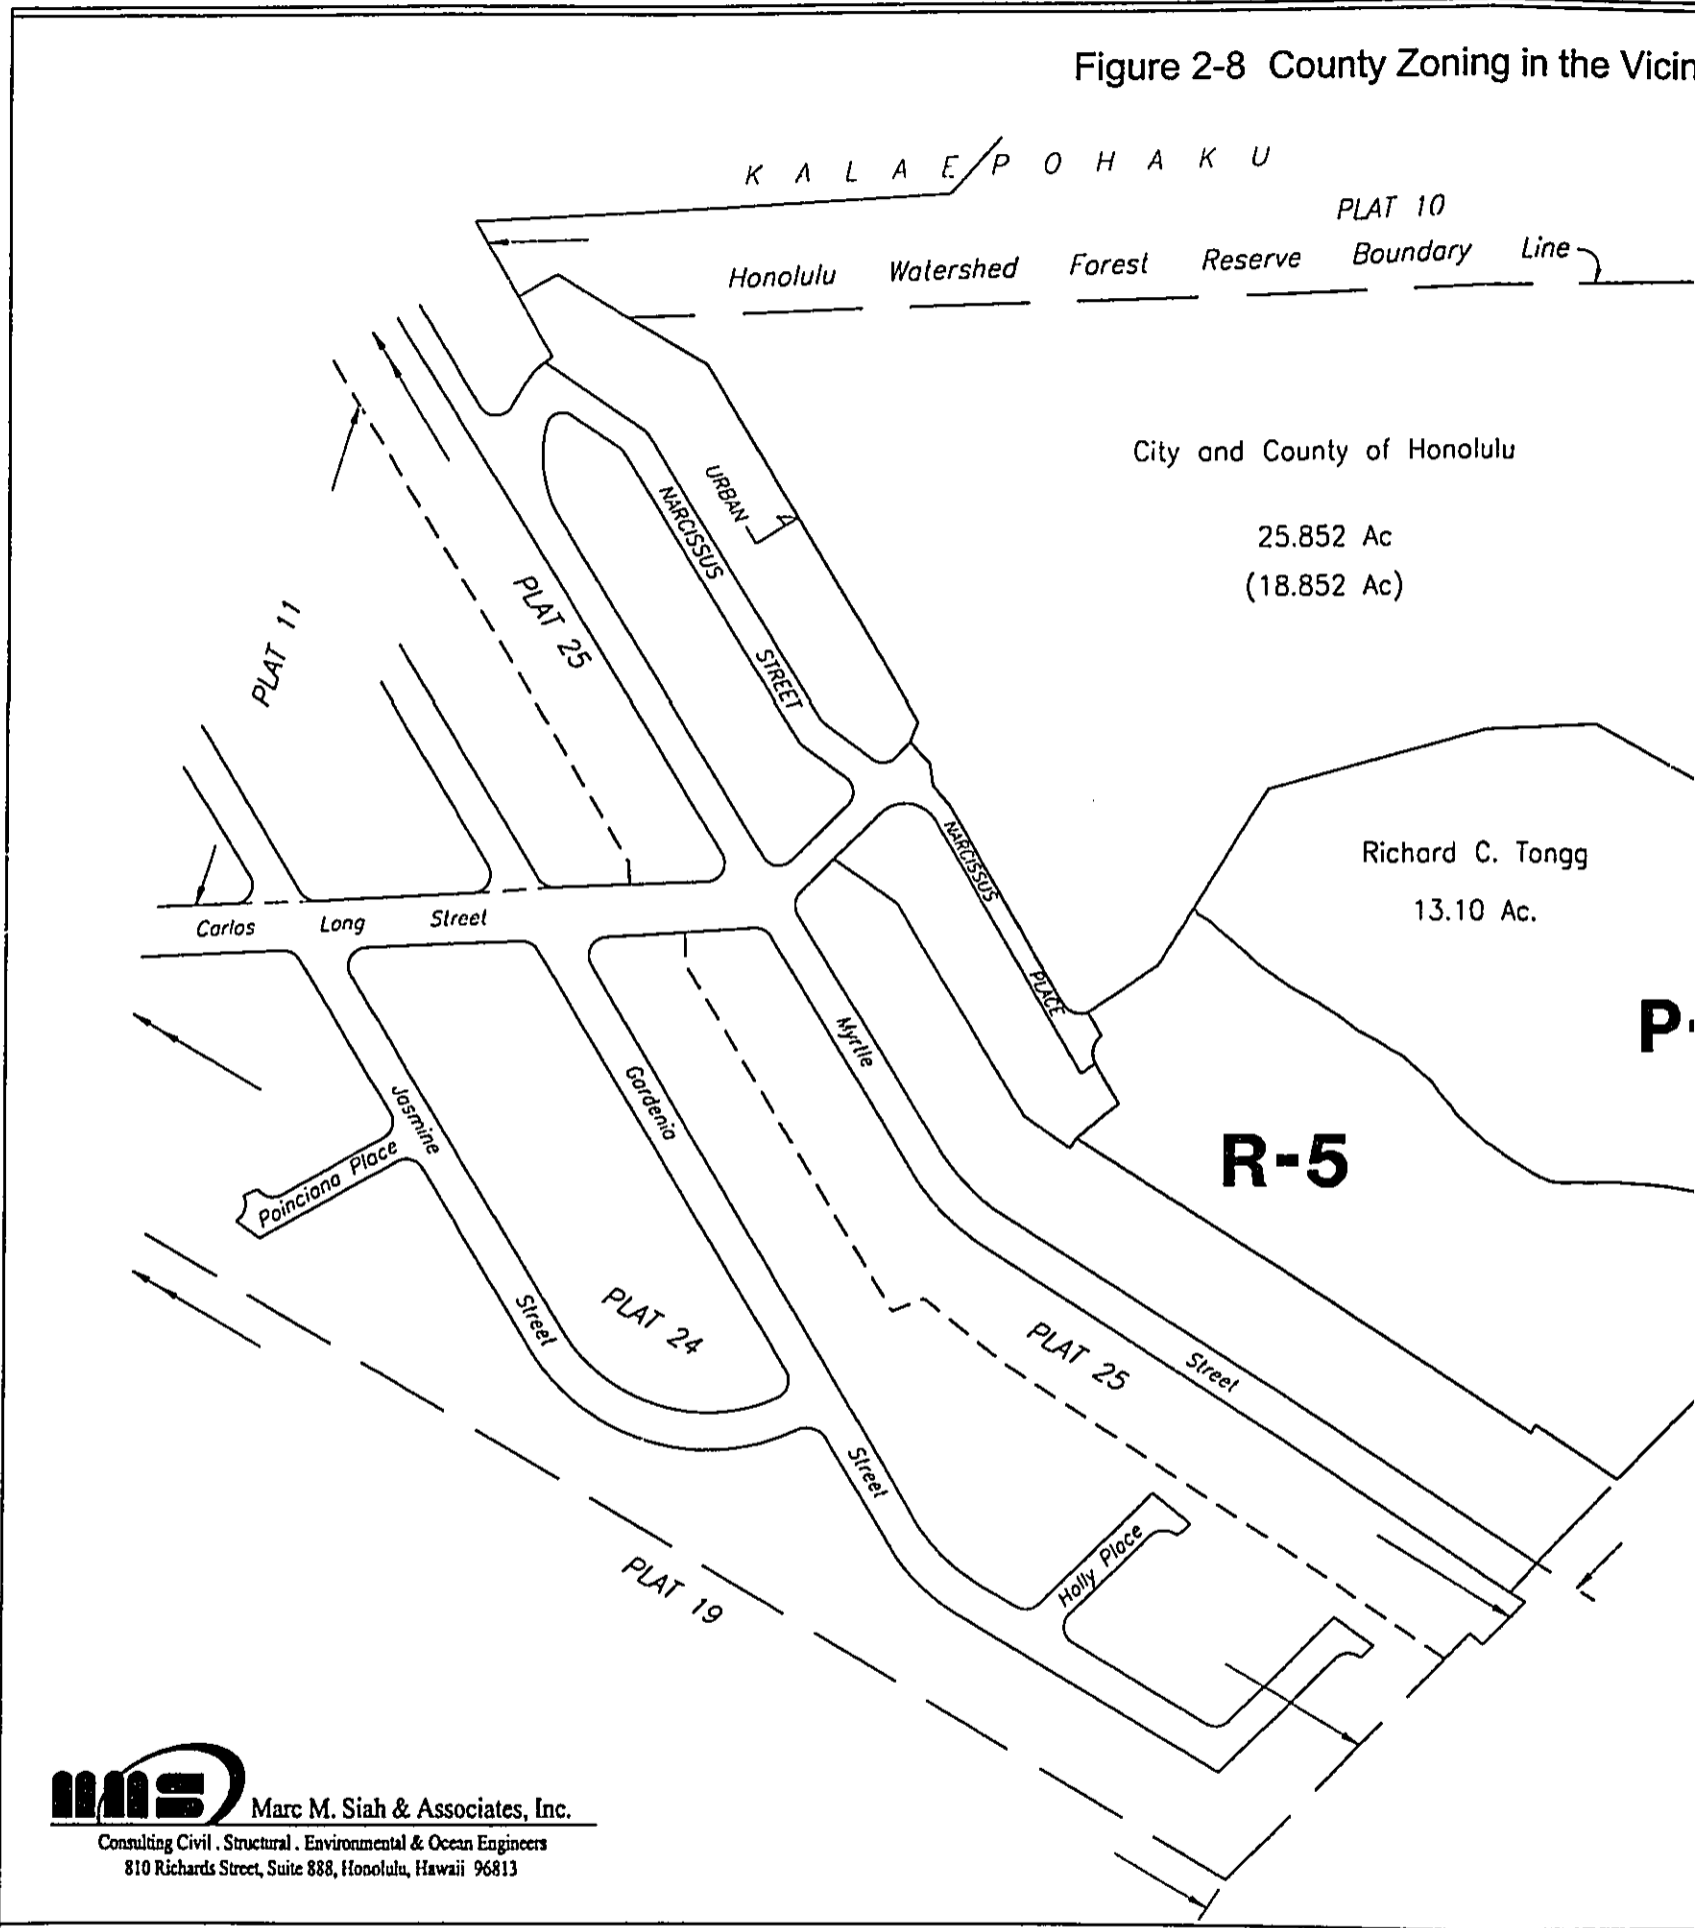 Figure 2-8 County Zoning in the Vicin
KALAEPOHAKU
PLAT 10
Honolulu Watershed Forest Reserve Boundary Line
City and County of Honolulu
25.852 Ac
(18.852 Ac)
URBAN
NARCISSUS
STREET
PLAT 25
PLAT 11
Richard C. Tongg
13.10 Ac.
NARCISSUS
PLACE
Carlos Long Street
P-
R-5
Myrtle
Gardenia
Jasmine
Poinciana Place
Street
PLAT 24
PLAT 25
Street
Street
Holly Place
PLAT 19
MMS
Marc M. Siah & Associates, Inc.
Consulting Civil . Structural . Environmental & Ocean Engineers
810 Richards Street, Suite 888, Honolulu, Hawaii 96813